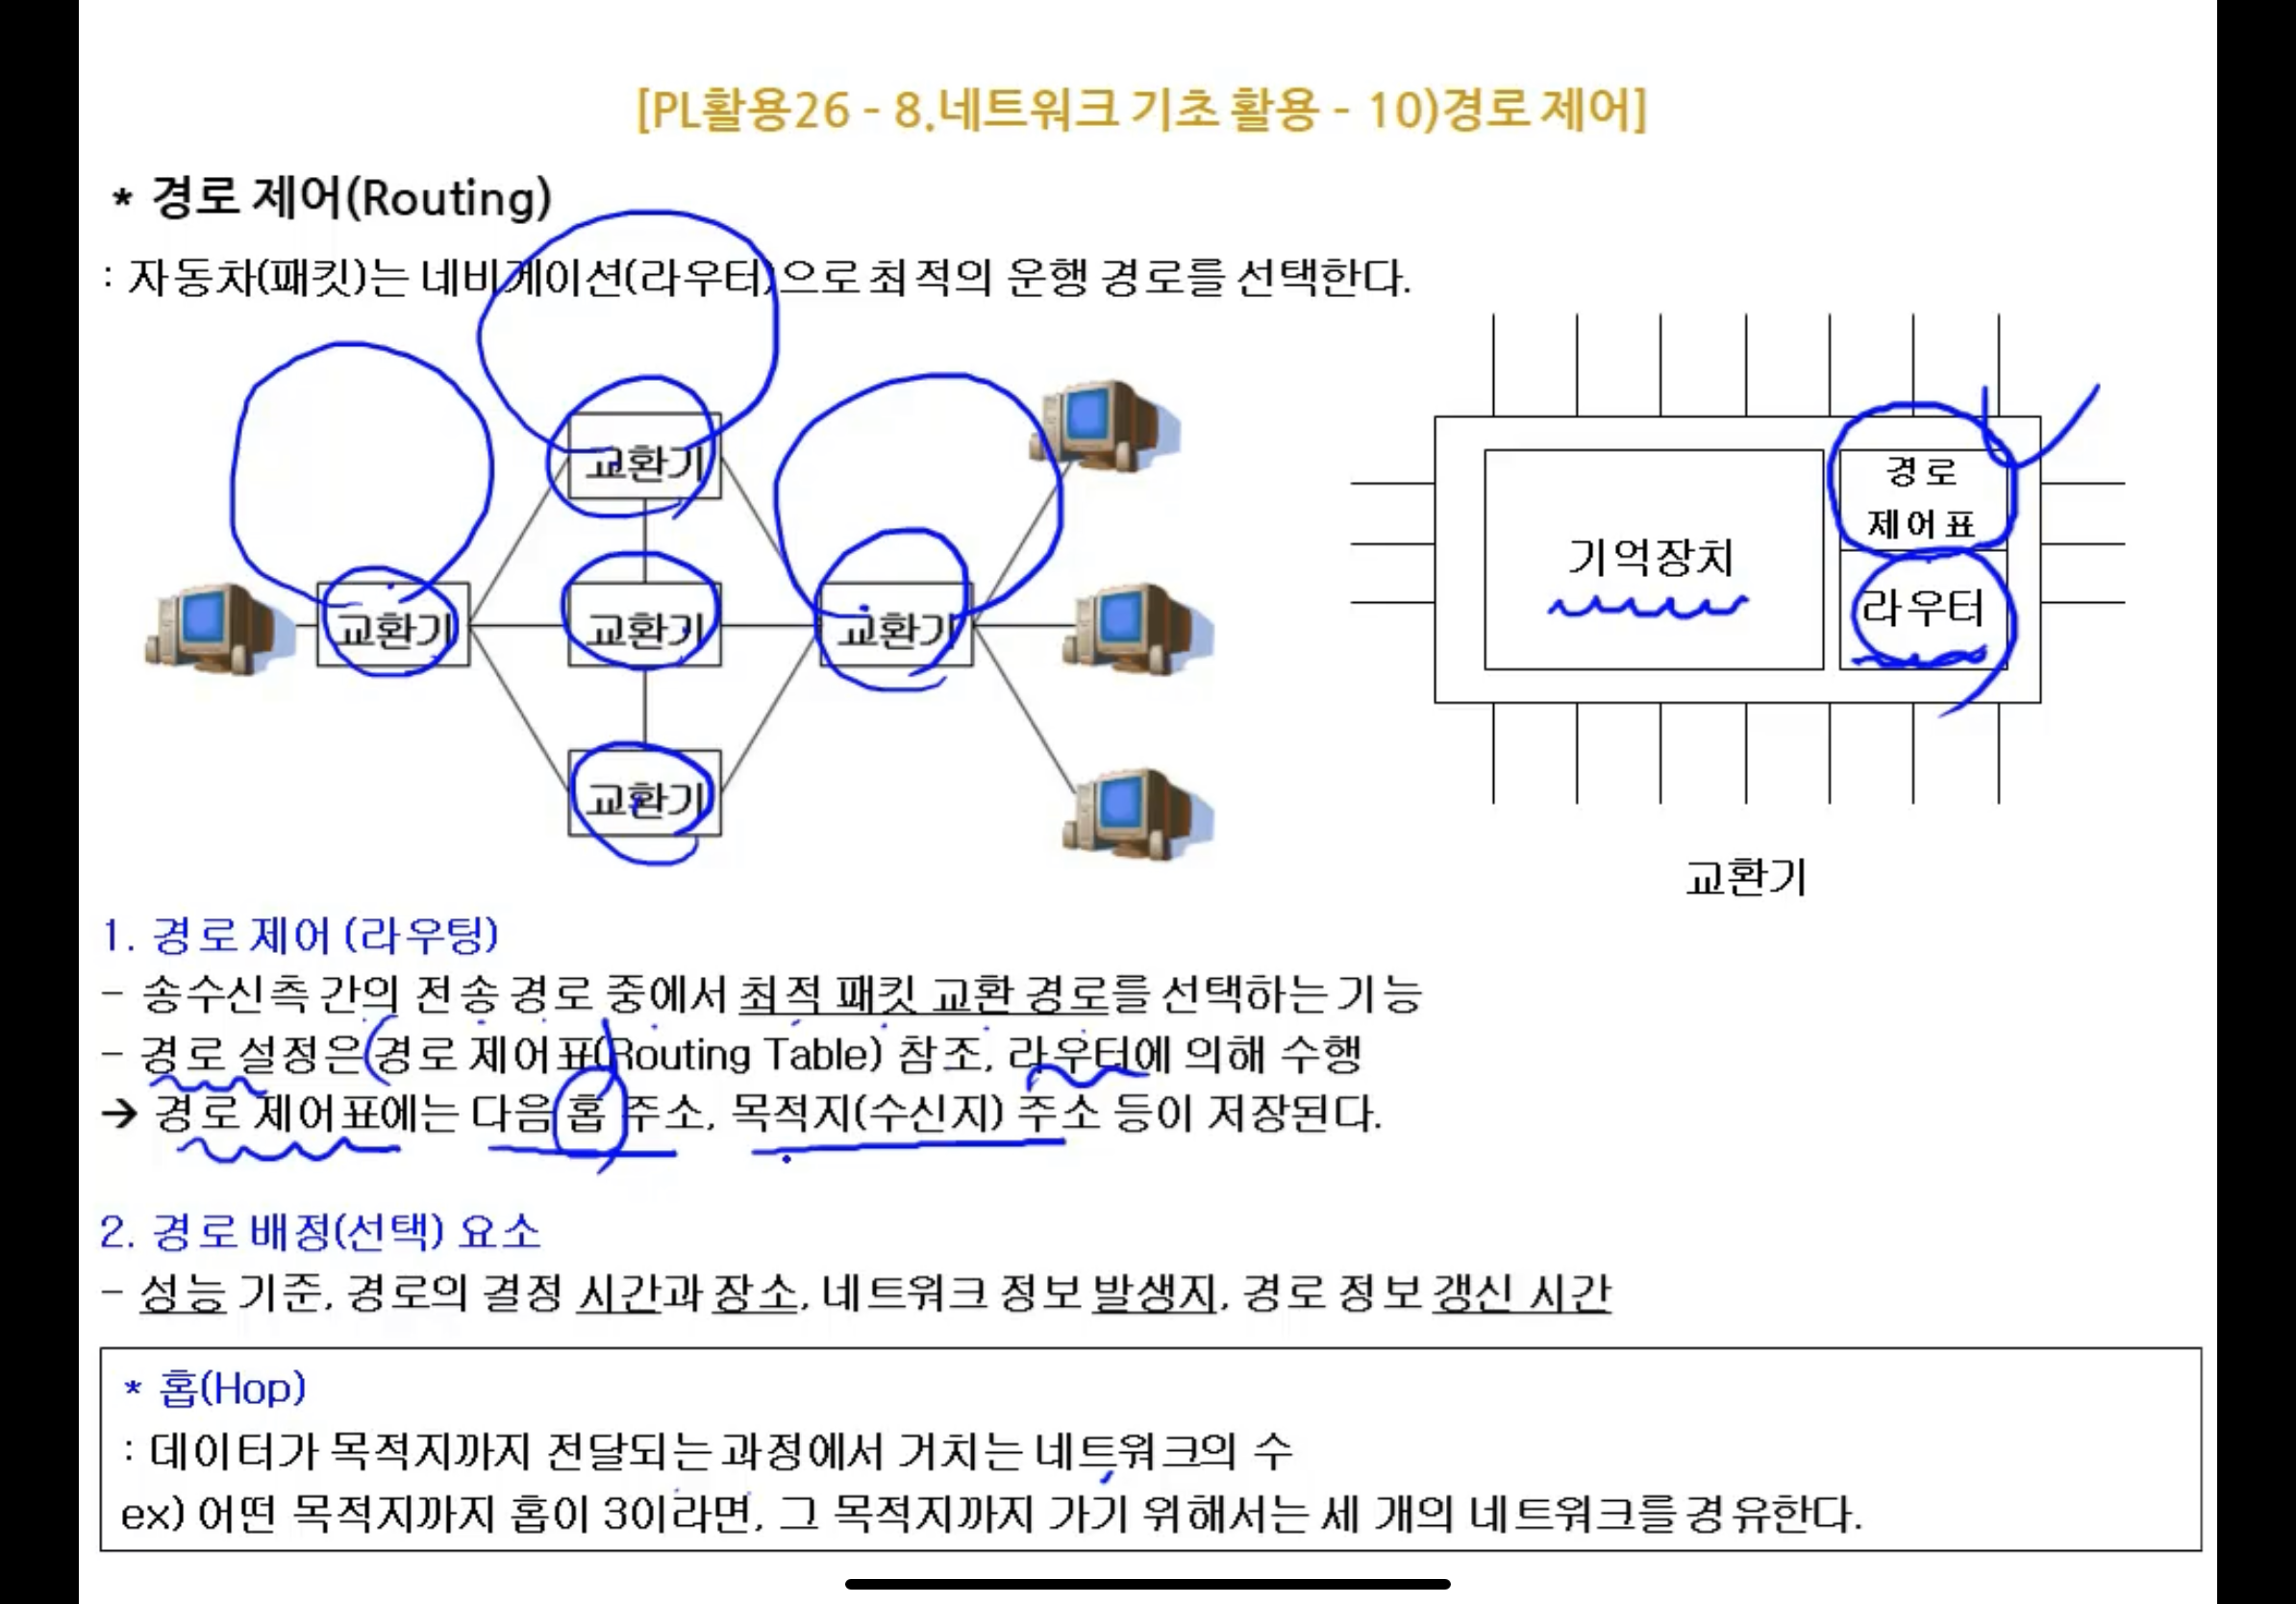 [PL활용26 - 8.네트워크 기초 활용 - 10)경로 제어]
* 경로 제어(Routing)
: 자동차(패킷)는 네비게이션(라우터)으로 최적의 운행 경로를 선택한다.
교환기
교환기
교환기
교환기
교환기
기억장치
경로
제어표
라우터
교환기
1. 경로 제어 (라우팅)
- 송수신측 간의 전송 경로 중에서 최적 패킷 교환 경로를 선택하는 기능
- 경로 설정은 경로 제어표(Routing Table) 참조, 라우터에 의해 수행
→ 경로 제어표에는 다음 홉 주소, 목적지(수신지) 주소 등이 저장된다.
2. 경로 배정(선택) 요소
- 성능 기준, 경로의 결정 시간과 장소, 네트워크 정보 발생지, 경로 정보 갱신 시간
* 홉(Hop)
: 데이터가 목적지까지 전달되는 과정에서 거치는 네트워크의 수
ex) 어떤 목적지까지 홉이 3이라면, 그 목적지까지 가기 위해서는 세 개의 네트워크를 경유한다.